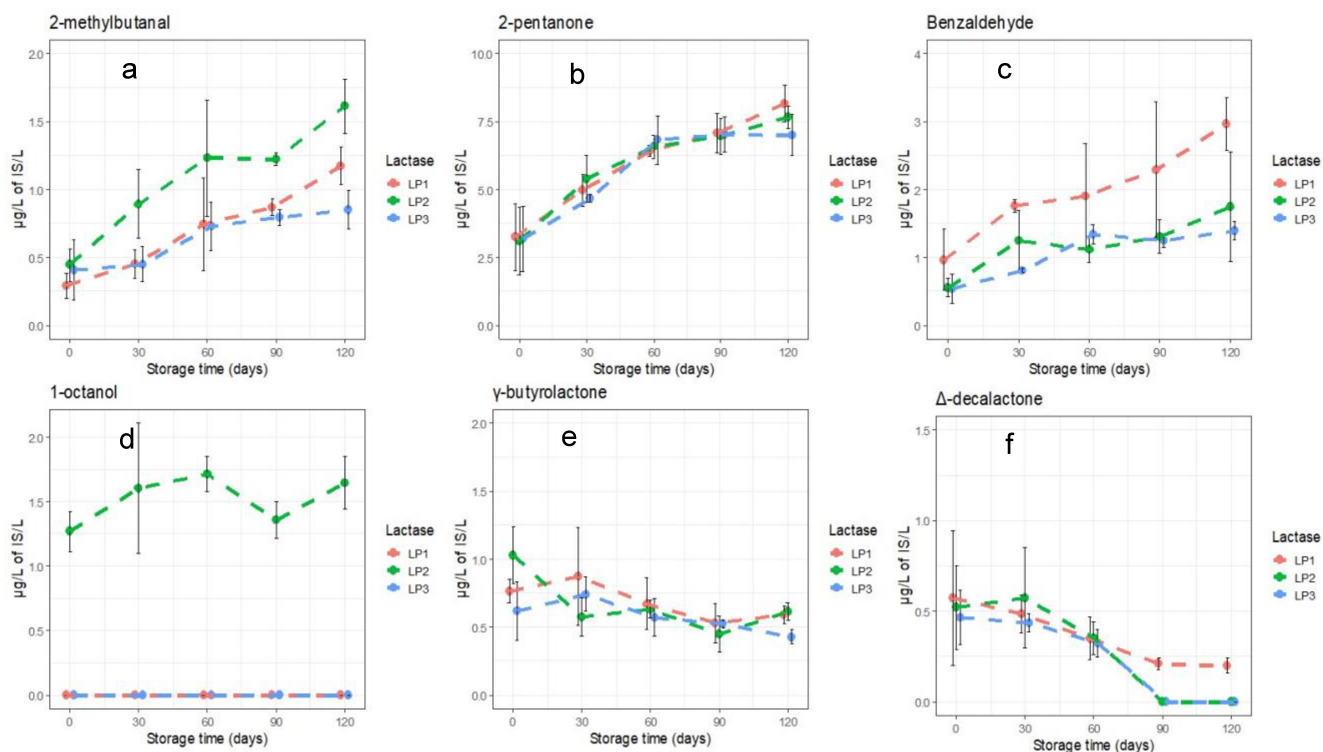 2-methylbutanal
a
2.0
1.5
1.0
0.5
0.0
µg/L of IS/L
0 30 60 90 120
Storage time (days)
Lactase
LP1
LP2
LP3
2-pentanone
b
10.0
7.5
5.0
2.5
0.0
µg/L of IS/L
0 30 60 90 120
Storage time (days)
Lactase
LP1
LP2
LP3
Benzaldehyde
c
4
3
2
1
0
µg/L of IS/L
0 30 60 90 120
Storage time (days)
Lactase
LP1
LP2
LP3
1-octanol
d
2.0
1.5
1.0
0.5
0.0
µg/L of IS/L
0 30 60 90 120
Storage time (days)
Lactase
LP1
LP2
LP3
γ-butyrolactone
e
2.0
1.5
1.0
0.5
0.0
µg/L of IS/L
0 30 60 90 120
Storage time (days)
Lactase
LP1
LP2
LP3
Δ-decalactone
f
1.5
1.0
0.5
0.0
µg/L of IS/L
0 30 60 90 120
Storage time (days)
Lactase
LP1
LP2
LP3